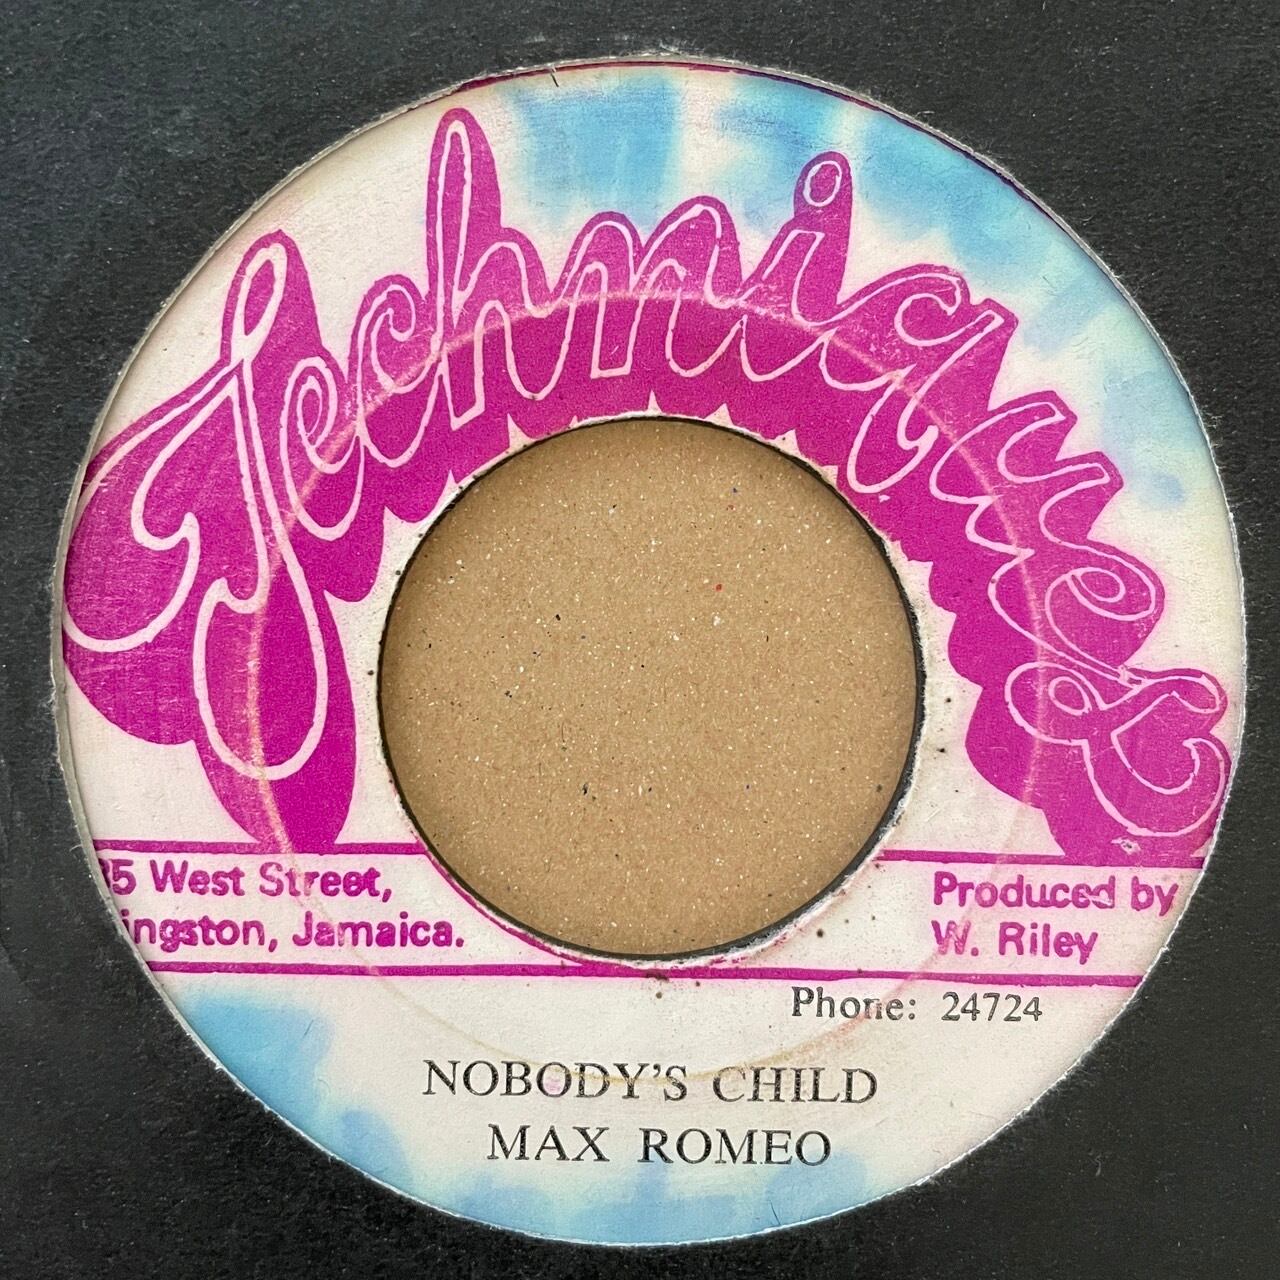 Techniques
35 West Street,
ingston, Jamaica.
Produced by
W. Riley
Phone: 24724
NOBODY'S CHILD
MAX ROMEO